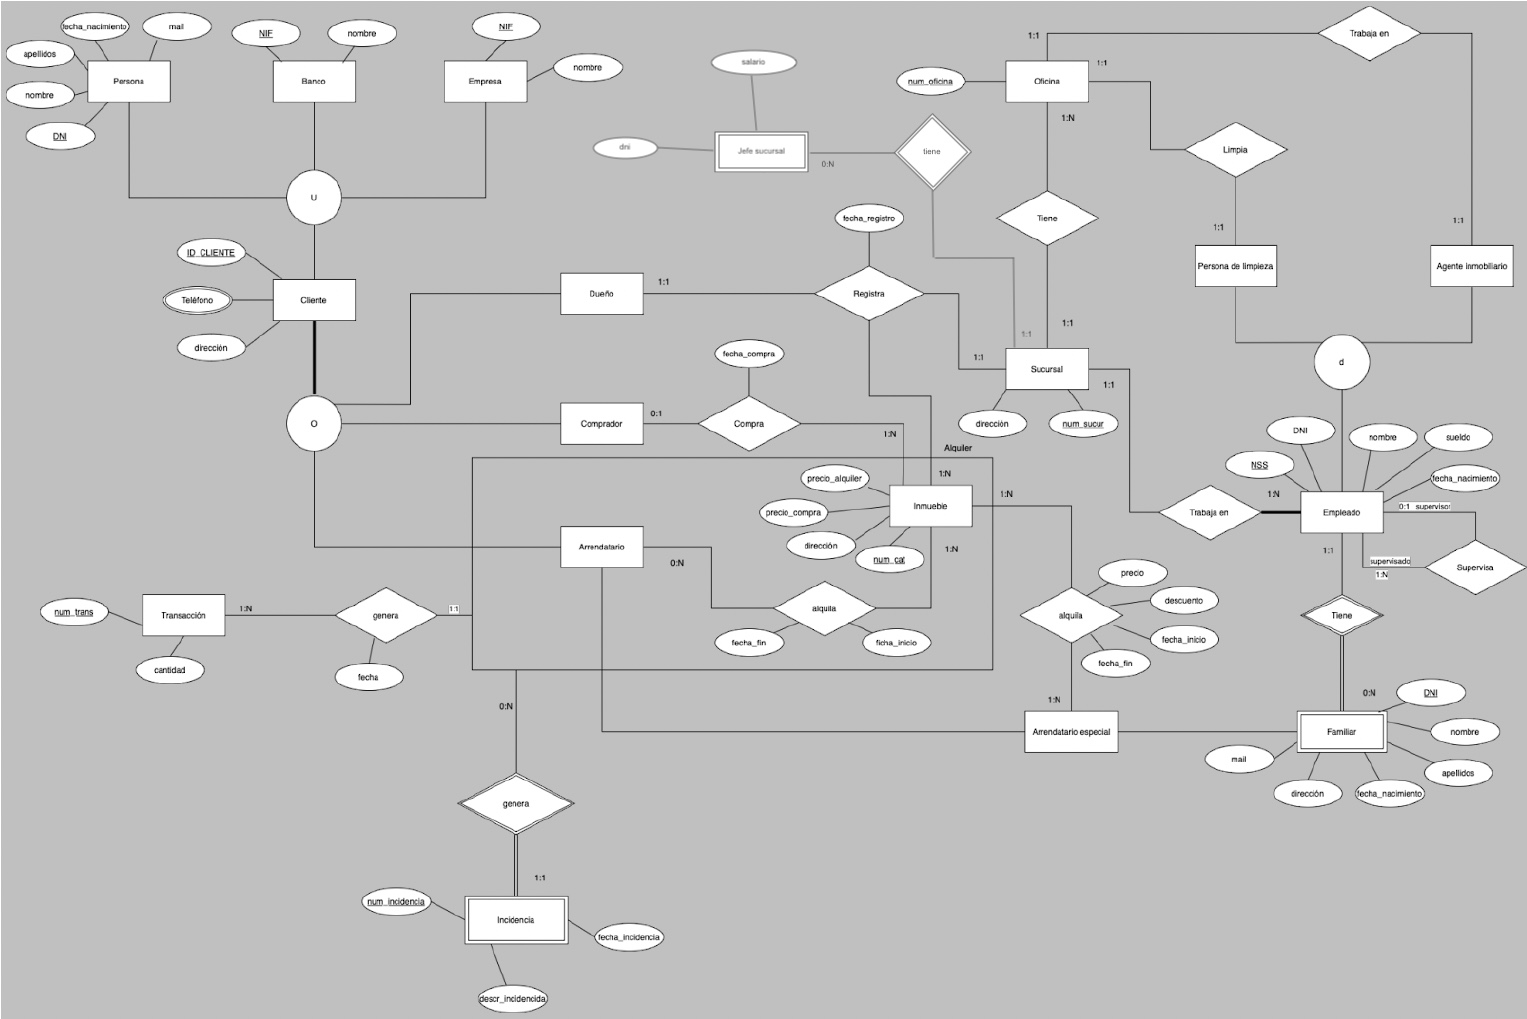 fecha_nacimiento
mail
apellidos
Persona
nombre
DNI
NIF
nombre
Banco
NIF
Empresa
nombre
U
salario
dni
Jefe sucursal
0:N
tiene
1:1
Trabaja en
num_oficina
Oficina
1:1
1:N
Limpia
Tiene
1:1
1:1
Persona de limpieza
Agente inmobiliario
d
ID_CLIENTE
Teléfono
Cliente
dirección
fecha_registro
Dueño
1:1
Registra
1:1
1:1
1:1
Sucursal
1:1
dirección
num_sucur
fecha_compra
O
Comprador
0:1
Compra
1:N
Alquiler
DNI
nombre
sueldo
NSS
fecha_nacimiento
1:N
Trabaja en
Empleado
0:1 supervisor
supervisado
1:N
Supervisa
1:1
precio_alquiler
1:N
precio_compra
Inmueble
1:N
dirección
num_cat
1:N
Arrendatario
0:N
alquila
fecha_fin
ficha_inicio
precio
descuento
alquila
fecha_inicio
fecha_fin
Tiene
num_trans
Transacción
1:N
genera
1:1
cantidad
fecha
0:N
1:N
Arrendatario especial
0:N
DNI
Familiar
nombre
mail
apellidos
dirección
fecha_nacimiento
genera
1:1
num_incidencia
Incidencia
fecha_incidencia
descr_incidencida